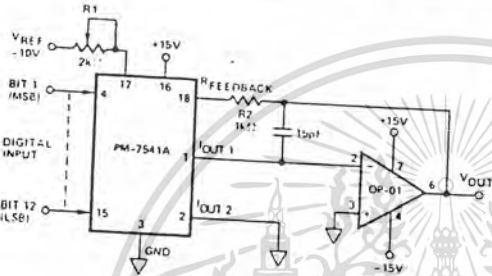 R1
VREF
-10V
2kΩ
+15V
BIT 1
(MSB)
4
17
16
18
RFEEDBACK
R2
1kΩ
15pF
DIGITAL
INPUT
PM-7541A
1
IOUT 1
+15V
2
-
7
OP-01
6
VOUT
3
+
4
-15V
BIT 12
(LSB)
15
3
2
IOUT 2
GND